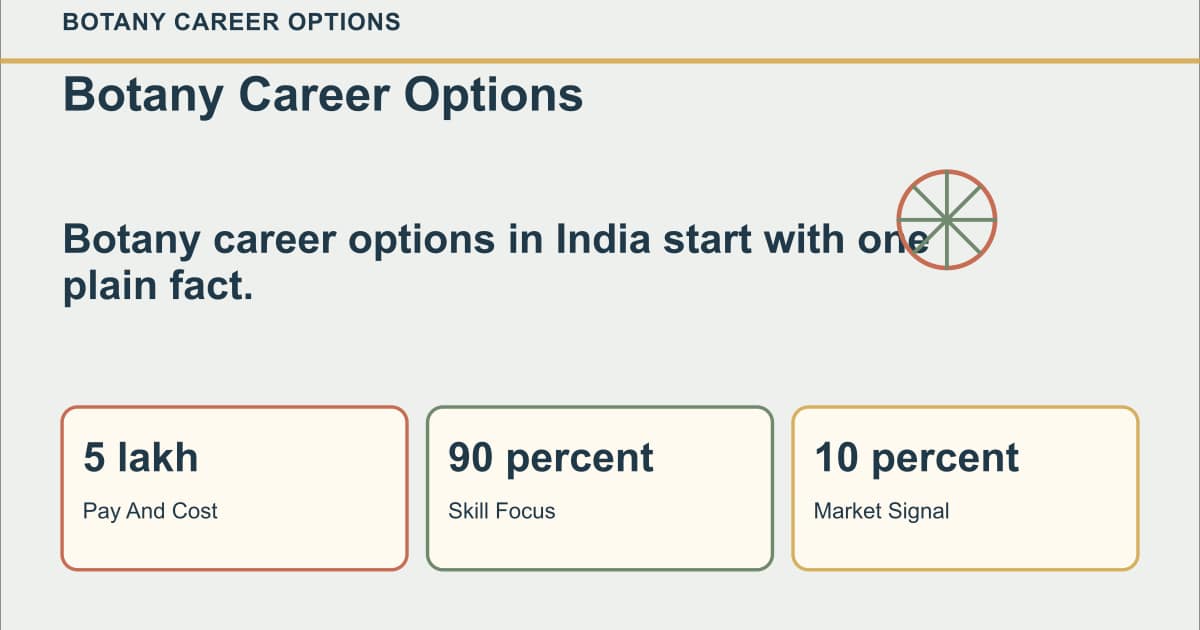 BOTANY CAREER OPTIONS
Botany Career Options
Botany career options in India start with one
plain fact.
5 lakh
Pay And Cost
90 percent
Skill Focus
10 percent
Market Signal